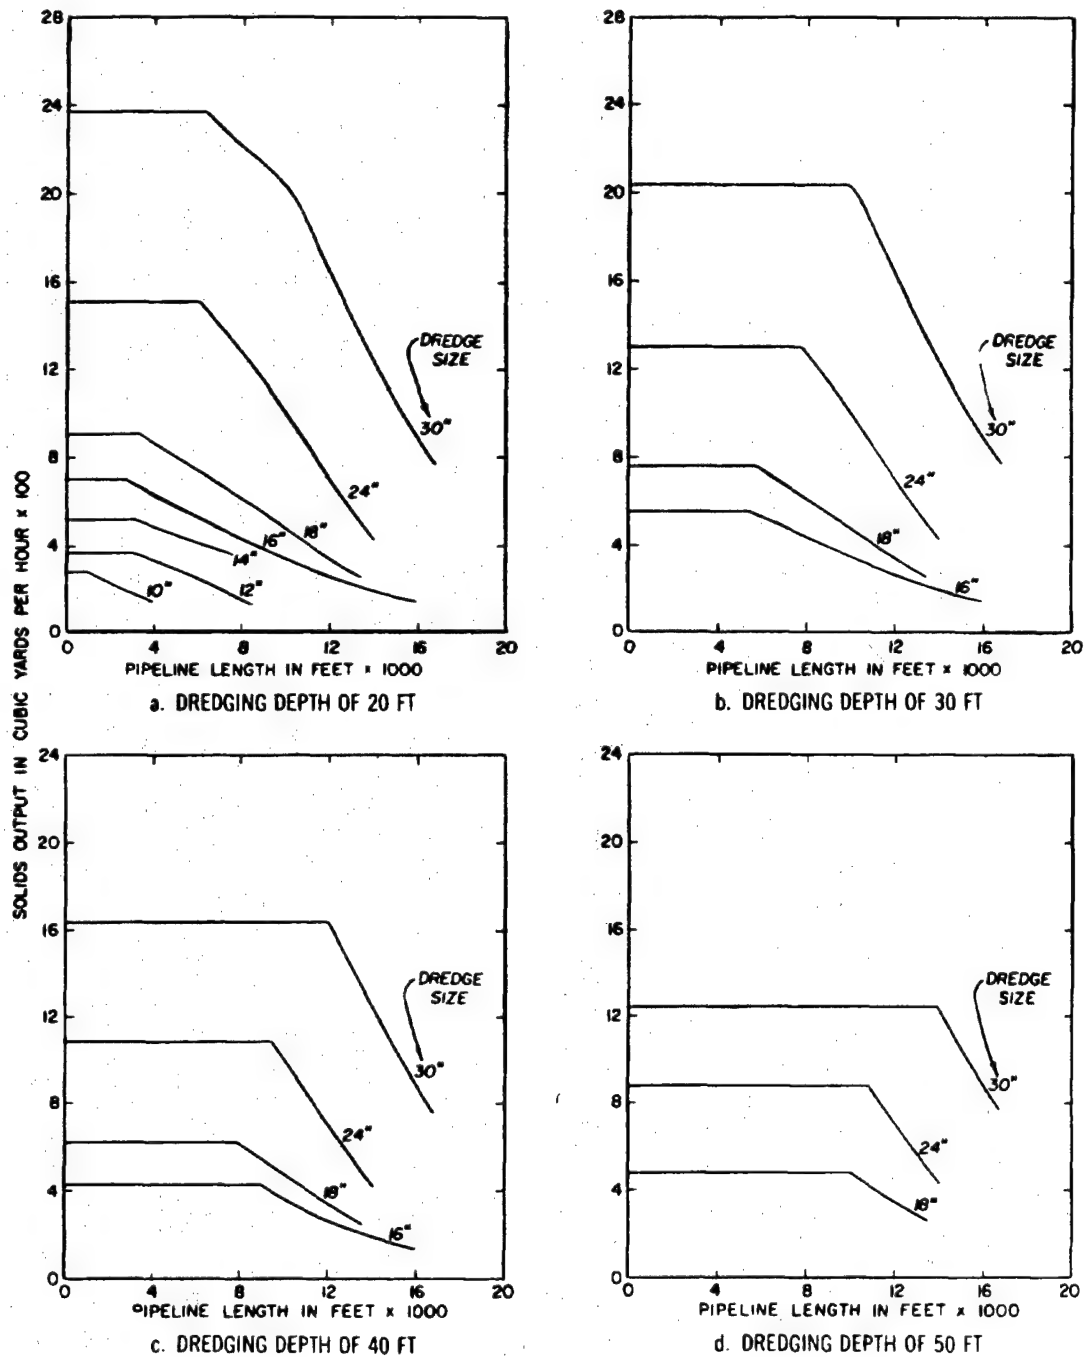 SOLIDS OUTPUT IN CUBIC YARDS PER HOUR x 100
28
24
20
16
12
8
4
0
DREDGE
SIZE
30"
24"
18"
16"
14"
12"
10"
0 4 8 12 16 20
PIPELINE LENGTH IN FEET x 1000
a. DREDGING DEPTH OF 20 FT
28
24
20
16
12
8
4
0
DREDGE
SIZE
30"
24"
18"
16"
0 4 8 12 16 20
PIPELINE LENGTH IN FEET x 1000
b. DREDGING DEPTH OF 30 FT
24
20
16
12
8
4
0
DREDGE
SIZE
30"
24"
18"
16"
0 4 8 12 16 20
PIPELINE LENGTH IN FEET x 1000
c. DREDGING DEPTH OF 40 FT
24
20
16
12
8
4
0
DREDGE
SIZE
30"
24"
18"
0 4 8 12 16 20
PIPELINE LENGTH IN FEET x 1000
d. DREDGING DEPTH OF 50 FT